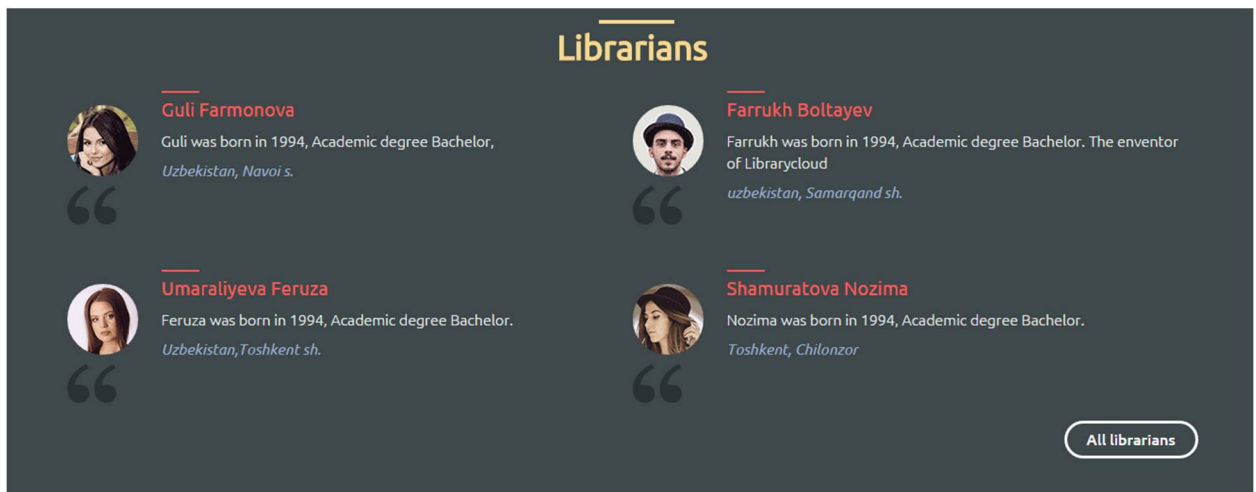 Librarians
Guli Farmonova
Guli was born in 1994, Academic degree Bachelor,
Uzbekistan, Navoi s.
Farrukh Boltayev
Farrukh was born in 1994, Academic degree Bachelor. The enventor
of Librarycloud
uzbekistan, Samarqand sh.
Umaraliyeva Feruza
Feruza was born in 1994, Academic degree Bachelor.
Uzbekistan,Toshkent sh.
Shamuratova Nozima
Nozima was born in 1994, Academic degree Bachelor.
Toshkent, Chilonzor
All librarians